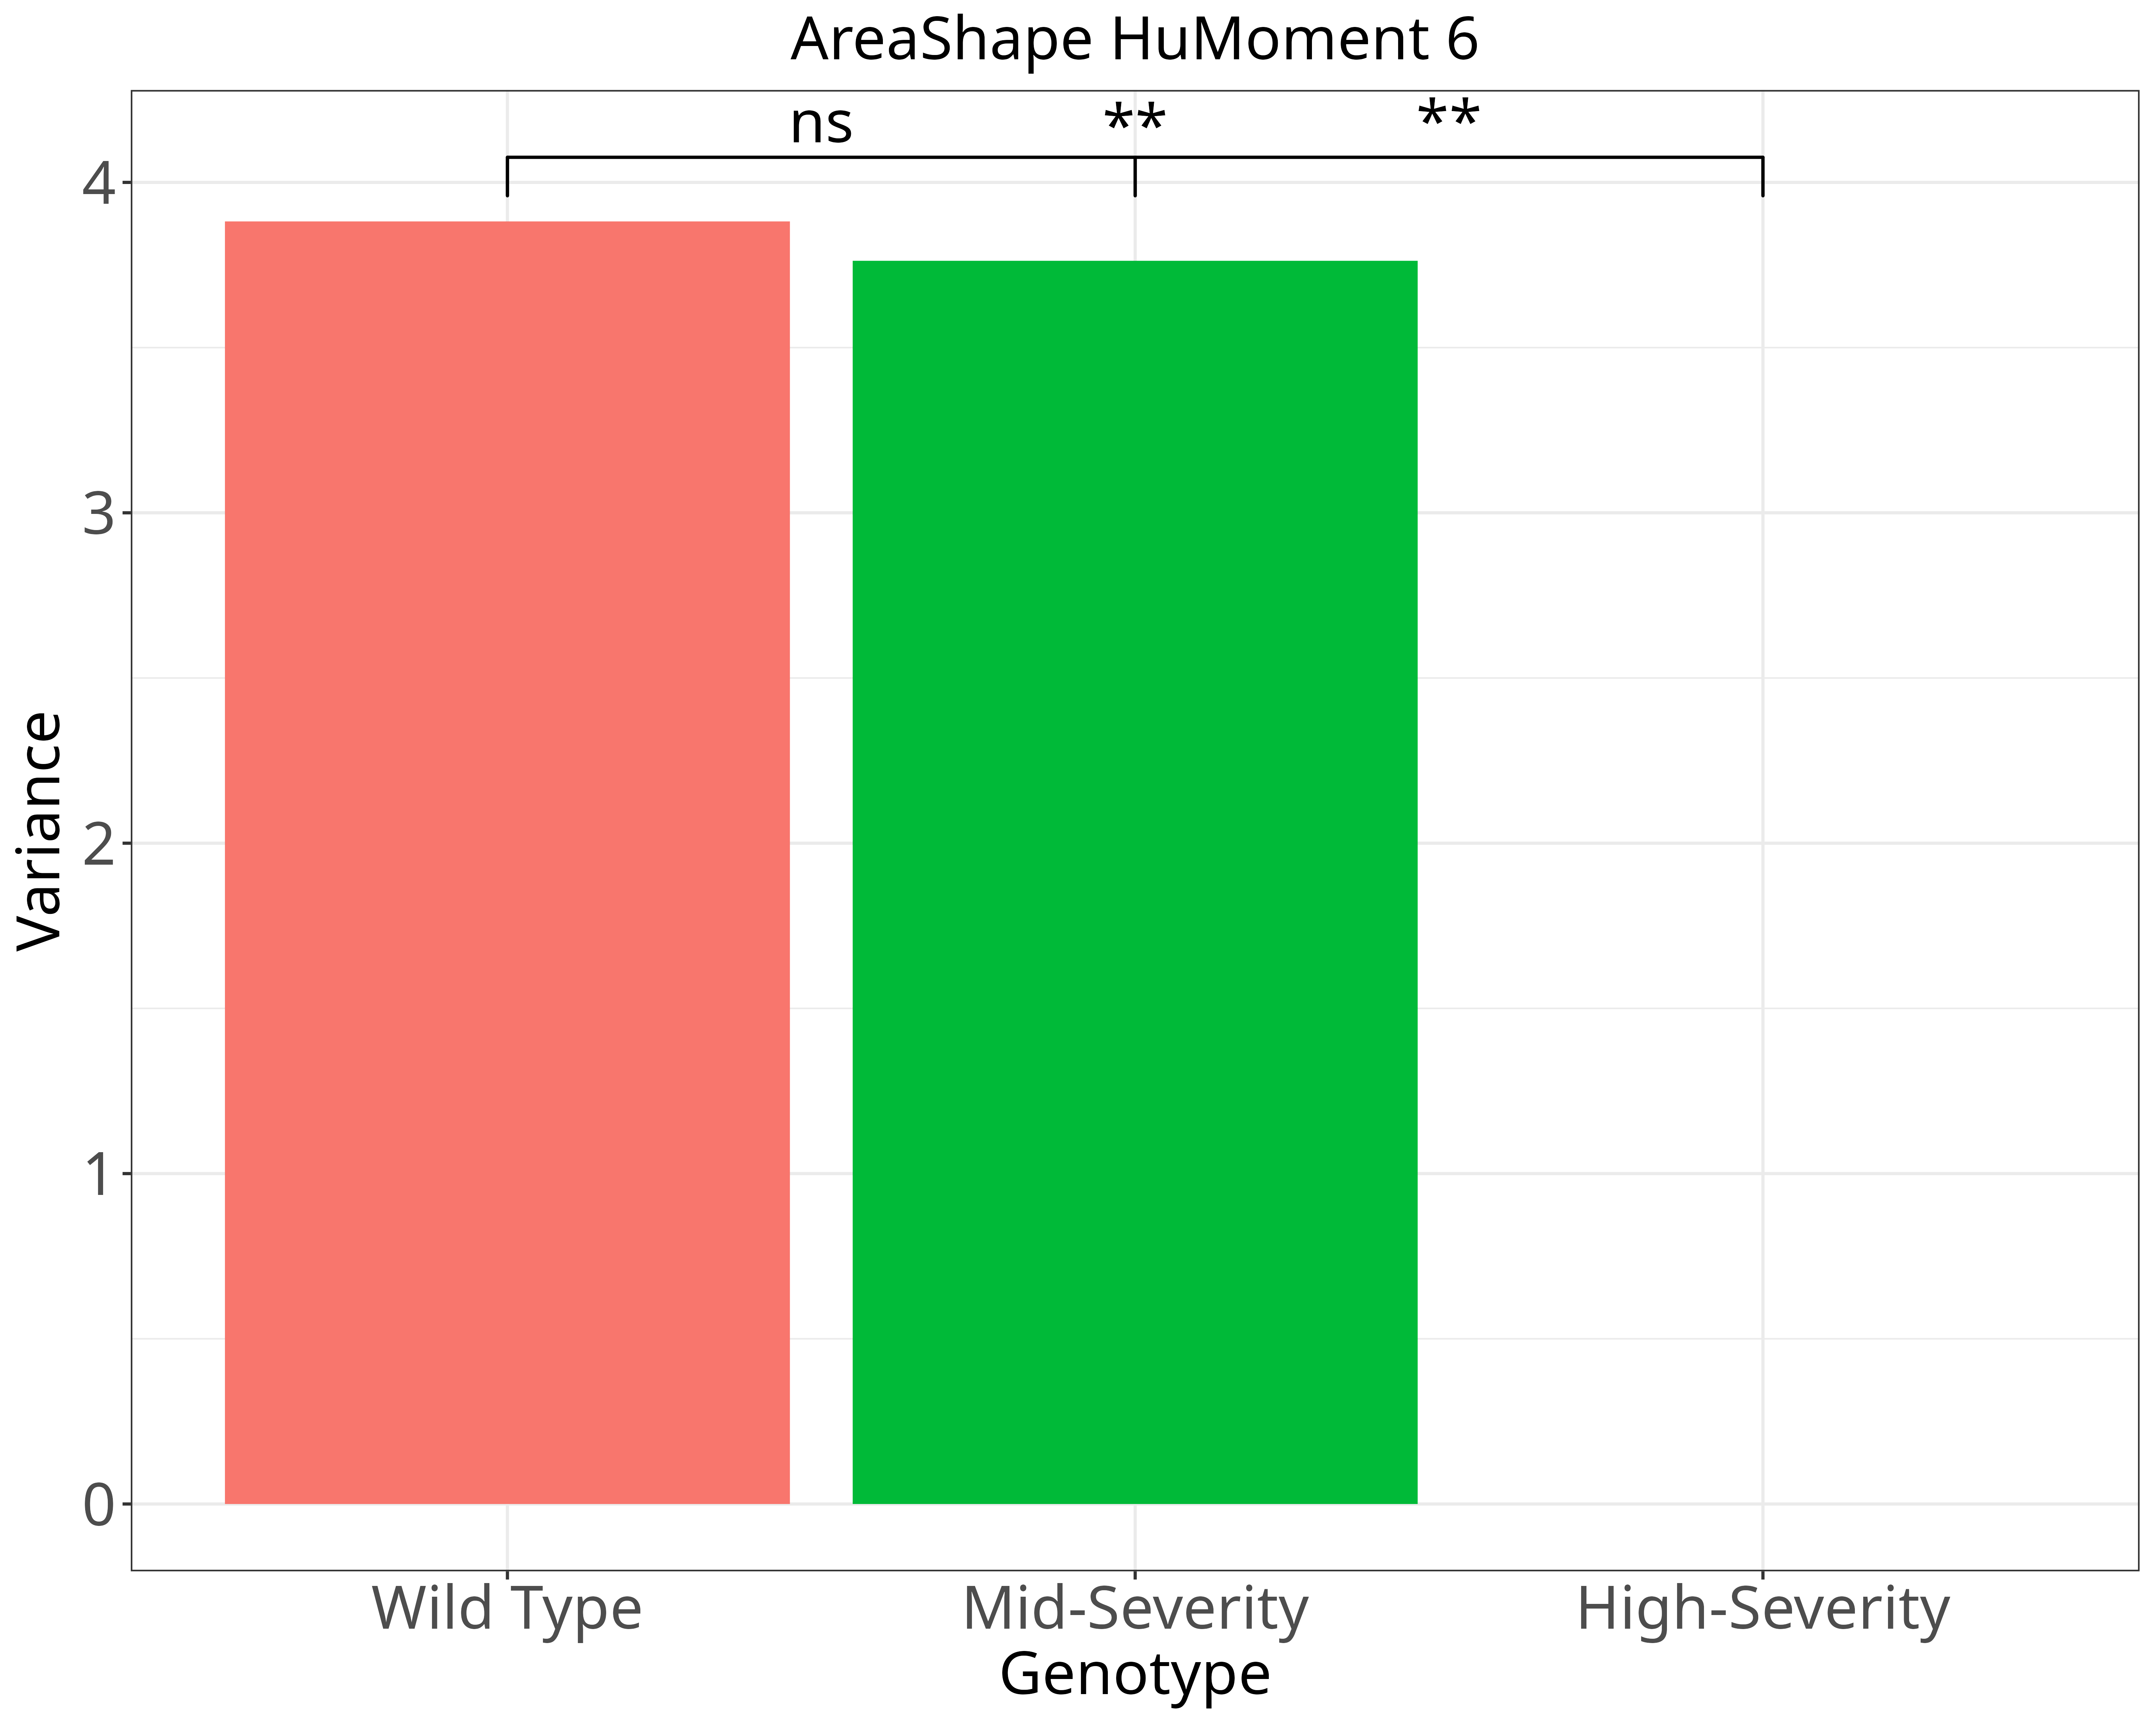 AreaShape HuMoment 6
ns ** **
4
3
2
1
0
Variance
Wild Type Mid-Severity High-Severity
Genotype